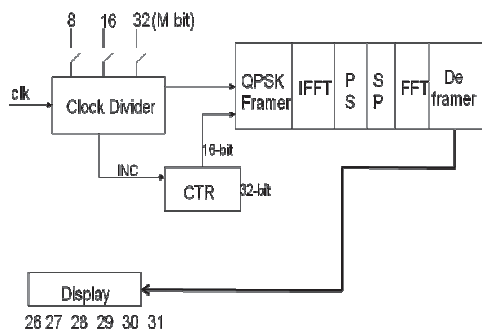 8 16 32(M bit)
clk
Clock Divider
QPSK
Framer
IFFT
P
S
S
P
FFT
De
framer
16-bit
INC
CTR
32-bit
Display
26 27 28 29 30 31